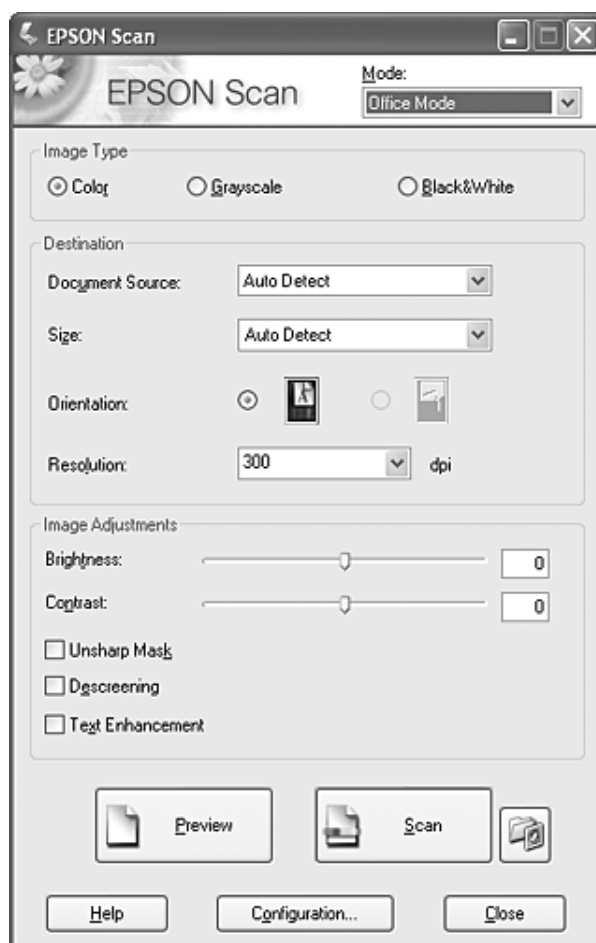 EPSON Scan
EPSON Scan
Mode:
Office Mode
Image Type
Color Grayscale Black&White
Destination
Document Source: Auto Detect
Size: Auto Detect
Orientation:
Resolution: 300 dpi
Image Adjustments
Brightness: 0
Contrast: 0
Unsharp Mask
Descreening
Text Enhancement
Preview Scan
Help Configuration... Close